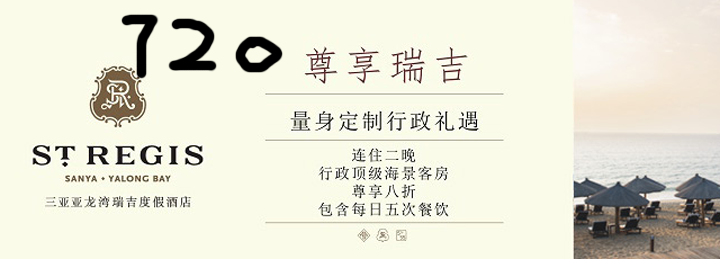 720
尊享瑞吉
量身定制行政礼遇
连住二晚
行政顶级海景客房
尊享八折
包含每日五次餐饮
ST REGIS
SANYA • YALONG BAY
三亚亚龙湾瑞吉度假酒店